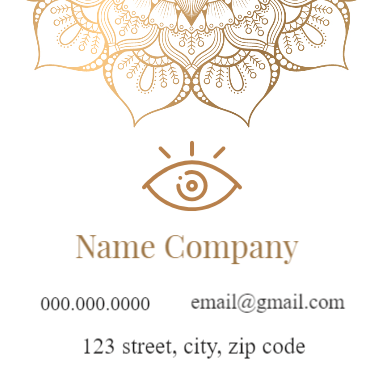 Name Company
000.000.0000 email@gmail.com
123 street, city, zip code